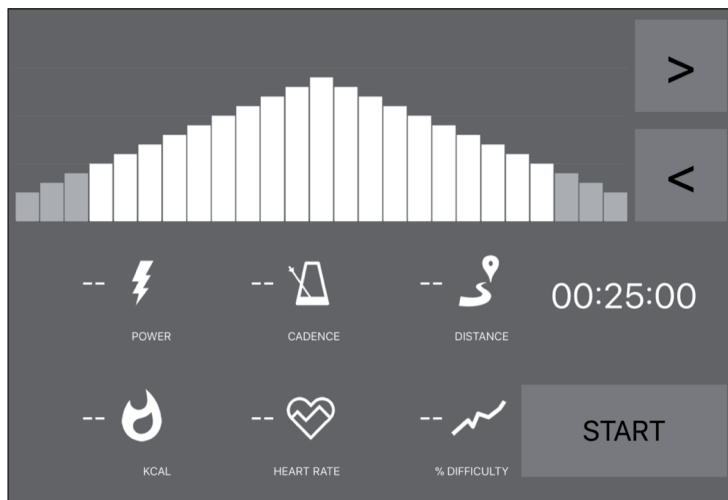 >
<
-- -- -- 00:25:00
POWER CADENCE DISTANCE
-- -- --
START
KCAL HEART RATE % DIFFICULTY